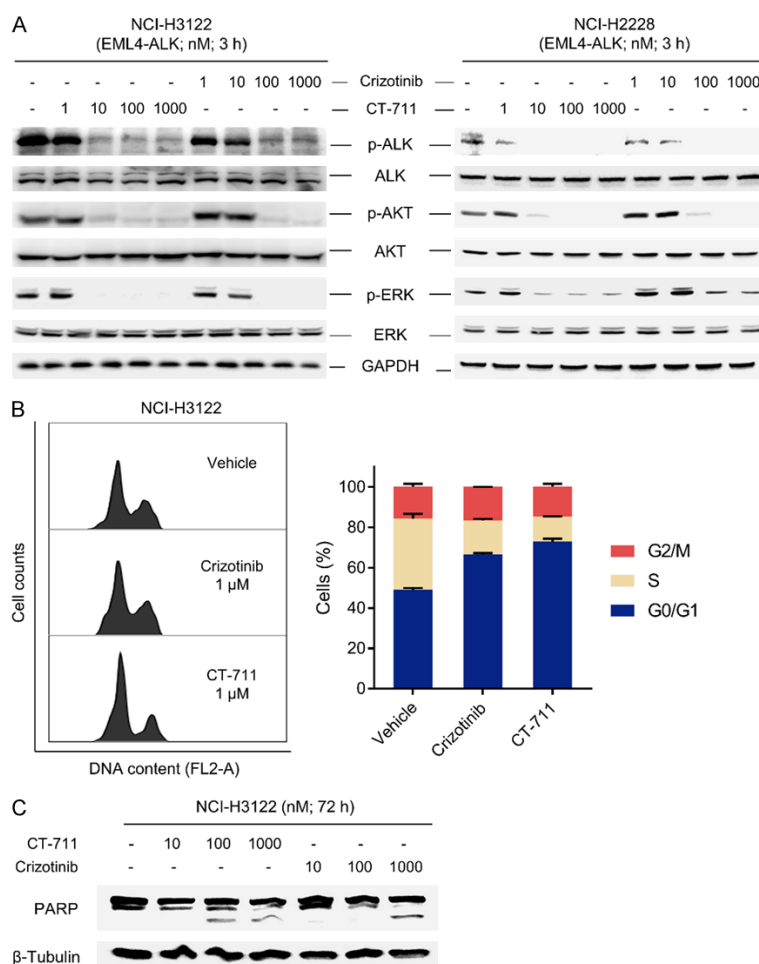 A
NCI-H3122
(EML4-ALK; nM; 3 h)
NCI-H2228
(EML4-ALK; nM; 3 h)
- - - - - 1 10 100 1000 Crizotinib - - - - - 1 10 100 1000
- 1 10 100 1000 - - - - CT-711 - 1 10 100 1000 - - - -
p-ALK
ALK
p-AKT
AKT
p-ERK
ERK
GAPDH
B
NCI-H3122
Vehicle
Crizotinib
1 μM
CT-711
1 μM
Cell counts
DNA content (FL2-A)
100
80
60
40
20
0
Cells (%)
Vehicle
Crizotinib
CT-711
G2/M
S
G0/G1
C
NCI-H3122 (nM; 72 h)
CT-711 - 10 100 1000 - - -
Crizotinib - - - - 10 100 1000
PARP
β-Tubulin